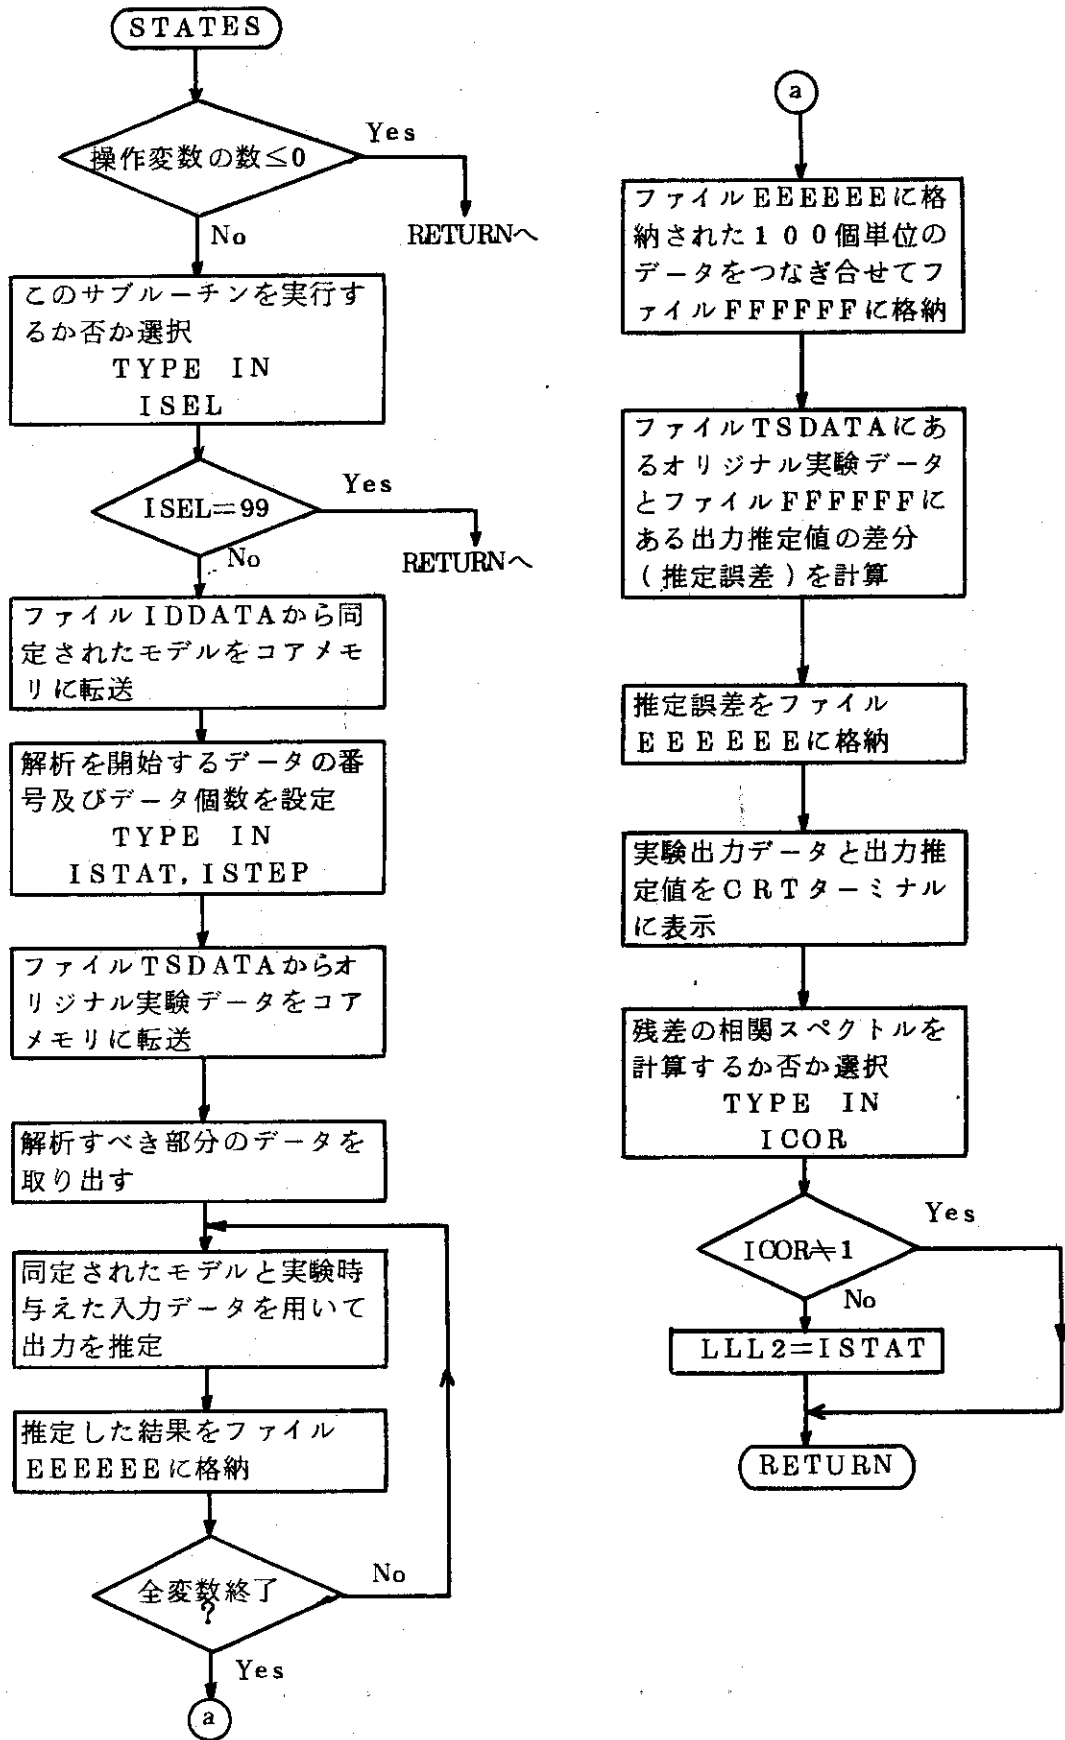 STATES
操作変数の数≦0
Yes
No
RETURNへ
このサブルーチンを実行す
るか否か選択
TYPE IN
ISEL
ISEL=99
Yes
No
RETURNへ
ファイルIDDATAから同
定されたモデルをコアメモ
リに転送
解析を開始するデータの番
号及びデータ個数を設定
TYPE IN
ISTAT, ISTEP
ファイルTSDATAからオ
リジナル実験データをコア
メモリに転送
解析すべき部分のデータを
取り出す
同定されたモデルと実験時
与えた入力データを用いて
出力を推定
推定した結果をファイル
EEEEEEに格納
全変数終了
?
No
Yes
a
a
ファイルEEEEEEに格
納された100個単位の
データをつなぎ合せてフ
ァイルFFFFFFに格納
ファイルTSDATAにあ
るオリジナル実験データ
とファイルFFFFFFに
ある出力推定値の差分
(推定誤差)を計算
推定誤差をファイル
EEEEEEに格納
実験出力データと出力推
定値をCRTターミナル
に表示
残差の相関スペクトルを
計算するか否か選択
TYPE IN
ICOR
ICOR≠1
Yes
No
LLL2=ISTAT
RETURN